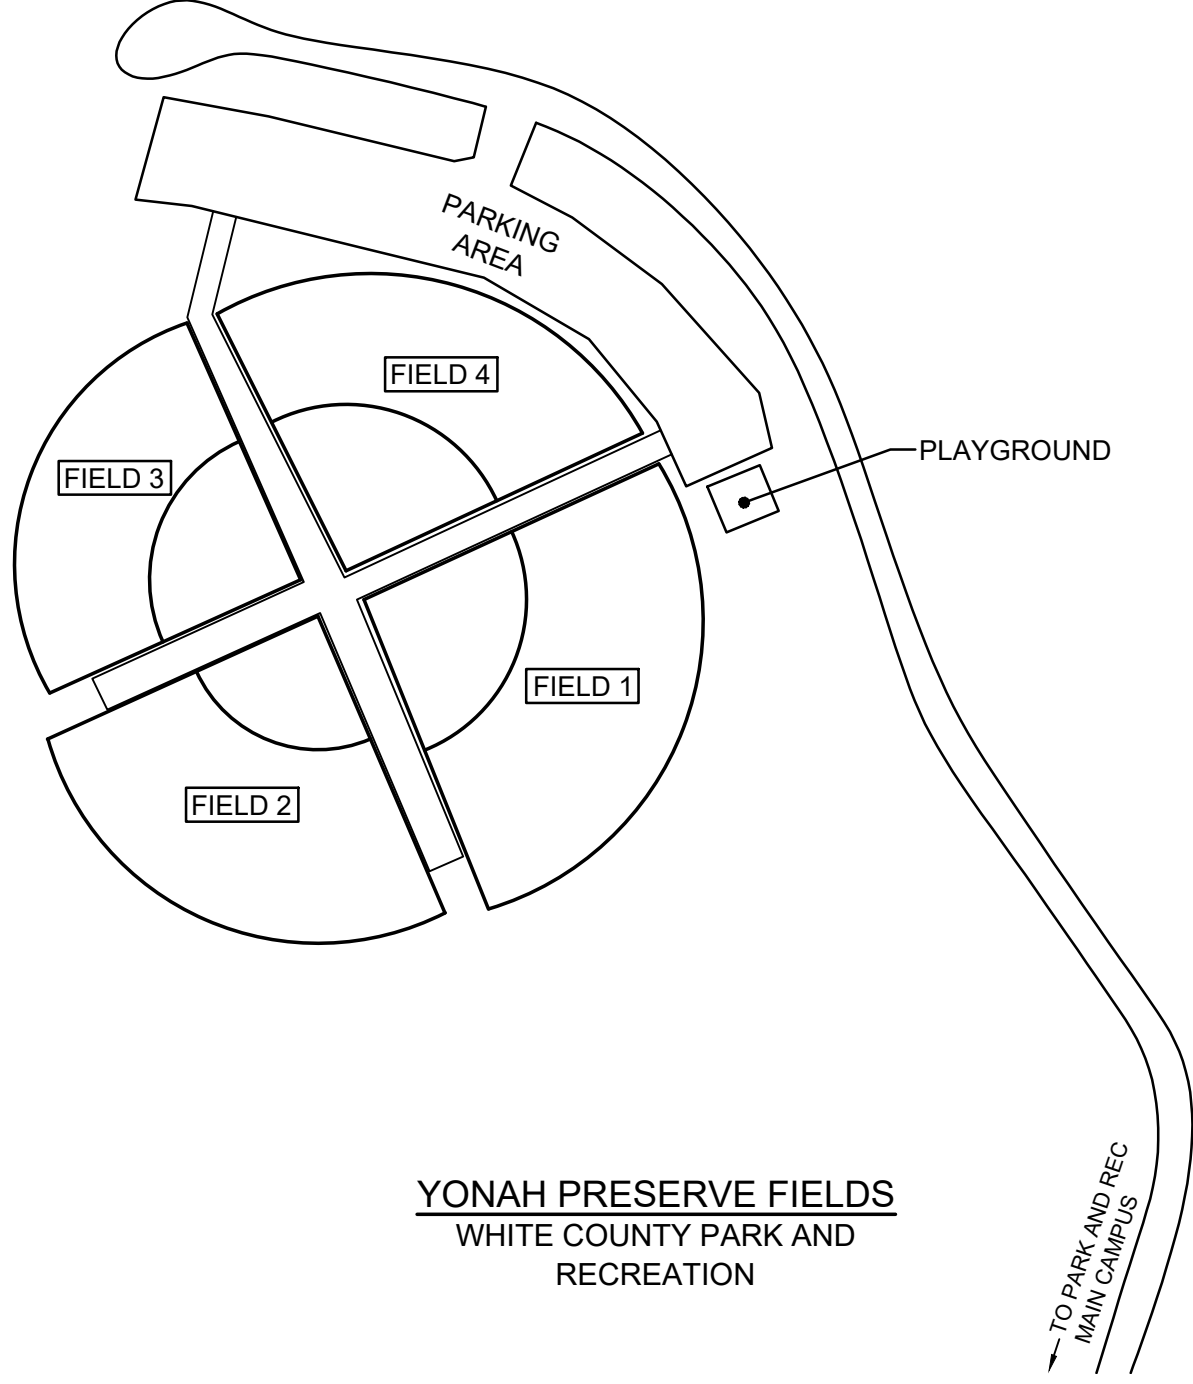 PARKING
AREA
FIELD 4
FIELD 3
PLAYGROUND
FIELD 1
FIELD 2
YONAH PRESERVE FIELDS
WHITE COUNTY PARK AND
RECREATION
TO PARK AND REC
MAIN CAMPUS